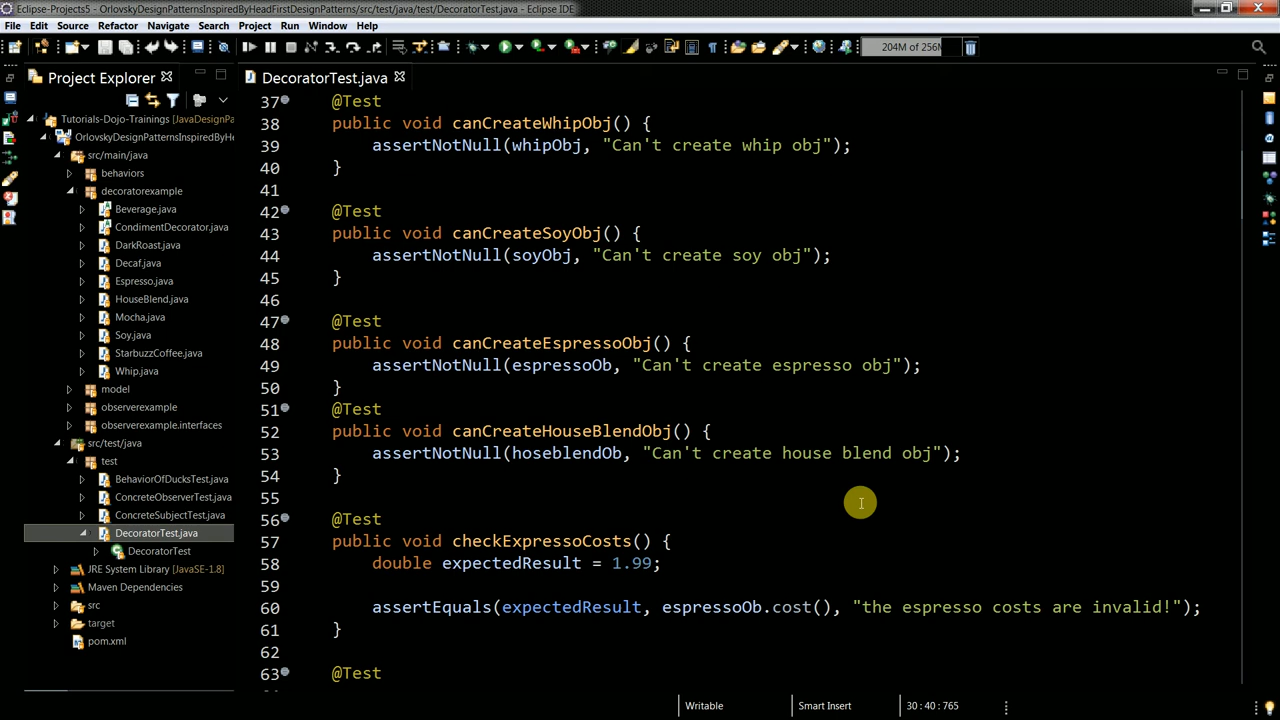 Eclipse-Projects5 - OrlovskyDesignPatternsInspiredByHeadFirstDesignPatterns/src/test/java/test/DecoratorTest.java - Eclipse IDE
File Edit Source Refactor Navigate Search Project Run Window Help
204M of 256M
Project Explorer
DecoratorTest.java
Tutorials-Dojo-Trainings [JavaDesignPa
OrlovskyDesignPatternsInspiredByHe
src/main/java
behaviors
decoratorexample
Beverage.java
CondimentDecorator.java
DarkRoast.java
Decaf.java
Espresso.java
HouseBlend.java
Mocha.java
Soy.java
StarbuzzCoffee.java
Whip.java
model
observerexample
observerexample.interfaces
src/test/java
test
BehaviorOfDucksTest.java
ConcreteObserverTest.java
ConcreteSubjectTest.java
DecoratorTest.java
DecoratorTest
JRE System Library [JavaSE-1.8]
Maven Dependencies
src
target
pom.xml
37 @Test
38 public void canCreateWhipObj() {
39 assertNotNull(whipObj, "Can't create whip obj");
40 }
41
42 @Test
43 public void canCreateSoyObj() {
44 assertNotNull(soyObj, "Can't create soy obj");
45 }
46
47 @Test
48 public void canCreateEspressoObj() {
49 assertNotNull(espressoOb, "Can't create espresso obj");
50 }
51 @Test
52 public void canCreateHouseBlendObj() {
53 assertNotNull(hoseblendOb, "Can't create house blend obj");
54 }
55
56 @Test
57 public void checkExpressoCosts() {
58 double expectedResult = 1.99;
59
60 assertEquals(expectedResult, espressoOb.cost(), "the espresso costs are invalid!");
61 }
62
63 @Test
Writable
Smart Insert
30 : 40 : 765